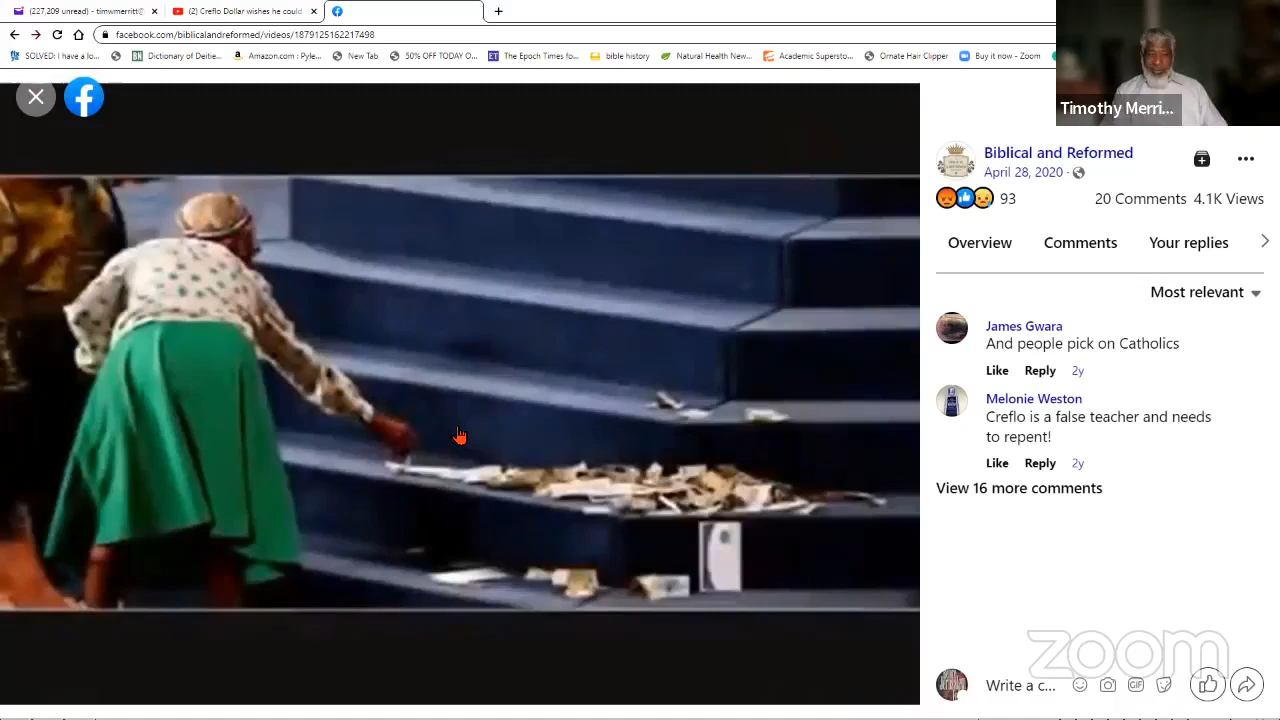 (227,209 unread) - timwmerritt@
(2) Creflo Dollar wishes he could
facebook.com/biblicalandreformed/videos/1879125162217498
SOLVED: I have a lo...
Dictionary of Deitie...
Amazon.com : Pyle...
New Tab
50% OFF TODAY O...
The Epoch Times fo...
bible history
Natural Health New...
Academic Supersto...
Ornate Hair Clipper
Buy it now - Zoom
Timothy Merri...
Biblical and Reformed
April 28, 2020 ·
93
20 Comments 4.1K Views
Overview
Comments
Your replies
Most relevant
James Gwara
And people pick on Catholics
Like Reply 2y
Melonie Weston
Creflo is a false teacher and needs
to repent!
Like Reply 2y
View 16 more comments
zoom
Write a c...
GIF